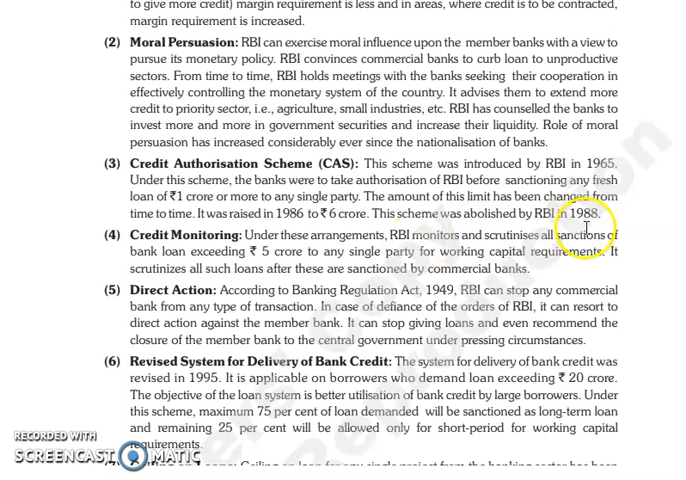 to give more credit) margin requirement is less and in areas, where credit is to be contracted,
margin requirement is increased.
(2) Moral Persuasion: RBI can exercise moral influence upon the member banks with a view to
pursue its monetary policy. RBI convinces commercial banks to curb loan to unproductive
sectors. From time to time, RBI holds meetings with the banks seeking their cooperation in
effectively controlling the monetary system of the country. It advises them to extend more
credit to priority sector, i.e., agriculture, small industries, etc. RBI has counselled the banks to
invest more and more in government securities and increase their liquidity. Role of moral
persuasion has increased considerably ever since the nationalisation of banks.
(3) Credit Authorisation Scheme (CAS): This scheme was introduced by RBI in 1965.
Under this scheme, the banks were to take authorisation of RBI before sanctioning any fresh
loan of ₹1 crore or more to any single party. The amount of this limit has been changed from
time to time. It was raised in 1986 to ₹ 6 crore. This scheme was abolished by RBI in 1988.
(4) Credit Monitoring: Under these arrangements, RBI monitors and scrutinises all sanctions of
bank loan exceeding ₹ 5 crore to any single party for working capital requirements. It
scrutinizes all such loans after these are sanctioned by commercial banks.
(5) Direct Action: According to Banking Regulation Act, 1949, RBI can stop any commercial
bank from any type of transaction. In case of defiance of the orders of RBI, it can resort to
direct action against the member bank. It can stop giving loans and even recommend the
closure of the member bank to the central government under pressing circumstances.
(6) Revised System for Delivery of Bank Credit: The system for delivery of bank credit was
revised in 1995. It is applicable on borrowers who demand loan exceeding ₹ 20 crore.
The objective of the loan system is better utilisation of bank credit by large borrowers. Under
this scheme, maximum 75 per cent of loan demanded will be sanctioned as long-term loan
and remaining 25 per cent will be allowed only for short-period for working capital
requirements.
RECORDED WITH
SCREENCAST MATIC
Copy
Reproduction